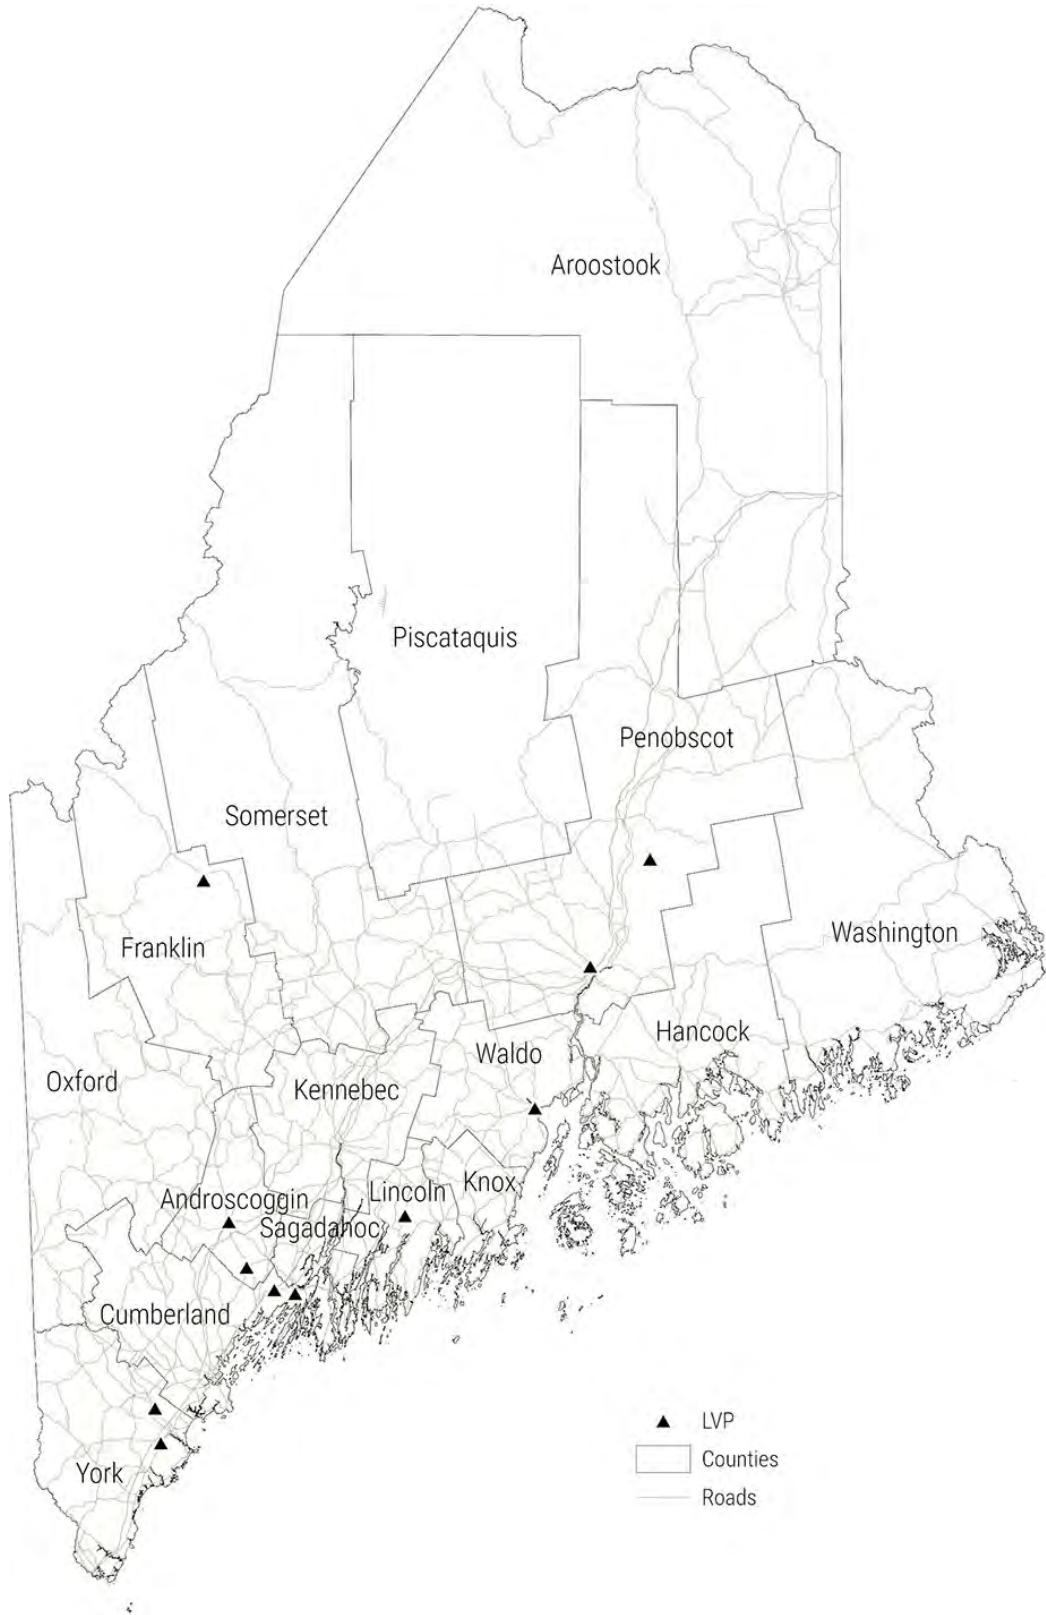 Aroostook
Piscataquis
Penobscot
Somerset
Franklin
Washington
Hancock
Waldo
Oxford
Kennebec
Knox
Lincoln
Androscoggin
Sagadahoc
Cumberland
York
LVP
Counties
Roads